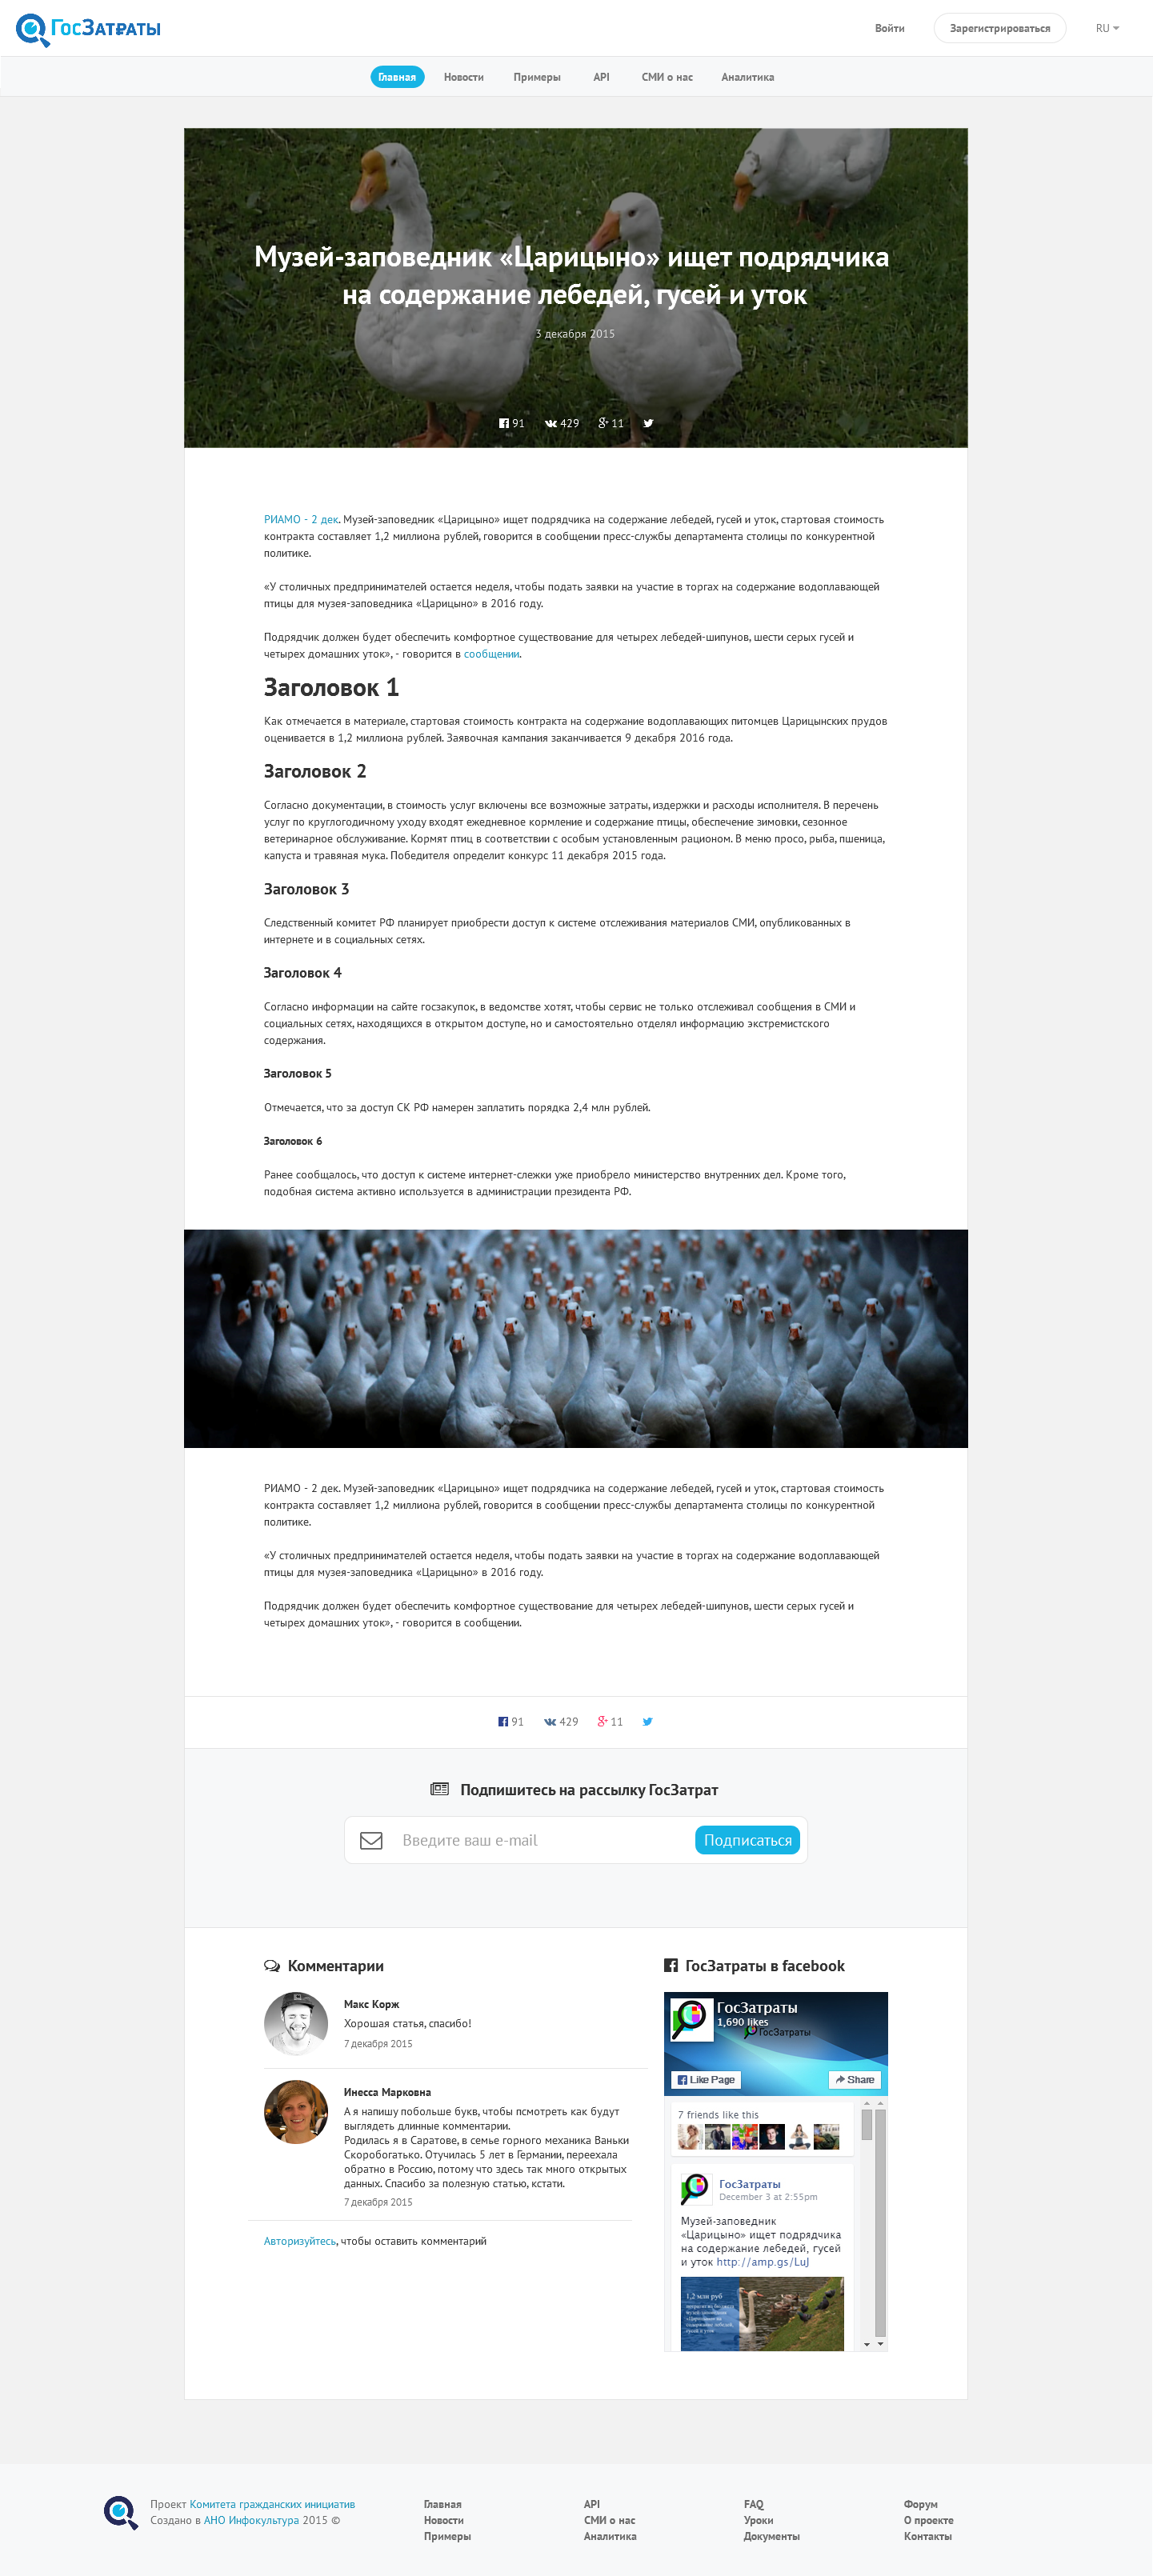 ГосЗатраты
Войти
Зарегистрироваться
RU
Главная
Новости
Примеры
API
СМИ о нас
Аналитика
Музей-заповедник «Царицыно» ищет подрядчика
на содержание лебедей, гусей и уток
3 декабря 2015
91 429 11
РИАМО - 2 дек. Музей-заповедник «Царицыно» ищет подрядчика на содержание лебедей, гусей и уток, стартовая стоимость
контракта составляет 1,2 миллиона рублей, говорится в сообщении пресс-службы департамента столицы по конкурентной
политике.
«У столичных предпринимателей остается неделя, чтобы подать заявки на участие в торгах на содержание водоплавающей
птицы для музея-заповедника «Царицыно» в 2016 году.
Подрядчик должен будет обеспечить комфортное существование для четырех лебедей-шипунов, шести серых гусей и
четырех домашних уток», - говорится в сообщении.
Заголовок 1
Как отмечается в материале, стартовая стоимость контракта на содержание водоплавающих питомцев Царицынских прудов
оценивается в 1,2 миллиона рублей. Заявочная кампания заканчивается 9 декабря 2016 года.
Заголовок 2
Согласно документации, в стоимость услуг включены все возможные затраты, издержки и расходы исполнителя. В перечень
услуг по круглогодичному уходу входят ежедневное кормление и содержание птицы, обеспечение зимовки, сезонное
ветеринарное обслуживание. Кормят птиц в соответствии с особым установленным рационом. В меню просо, рыба, пшеница,
капуста и травяная мука. Победителя определит конкурс 11 декабря 2015 года.
Заголовок 3
Следственный комитет РФ планирует приобрести доступ к системе отслеживания материалов СМИ, опубликованных в
интернете и в социальных сетях.
Заголовок 4
Согласно информации на сайте госзакупок, в ведомстве хотят, чтобы сервис не только отслеживал сообщения в СМИ и
социальных сетях, находящихся в открытом доступе, но и самостоятельно отделял информацию экстремистского
содержания.
Заголовок 5
Отмечается, что за доступ СК РФ намерен заплатить порядка 2,4 млн рублей.
Заголовок 6
Ранее сообщалось, что доступ к системе интернет-слежки уже приобрело министерство внутренних дел. Кроме того,
подобная система активно используется в администрации президента РФ.
РИАМО - 2 дек. Музей-заповедник «Царицыно» ищет подрядчика на содержание лебедей, гусей и уток, стартовая стоимость
контракта составляет 1,2 миллиона рублей, говорится в сообщении пресс-службы департамента столицы по конкурентной
политике.
«У столичных предпринимателей остается неделя, чтобы подать заявки на участие в торгах на содержание водоплавающей
птицы для музея-заповедника «Царицыно» в 2016 году.
Подрядчик должен будет обеспечить комфортное существование для четырех лебедей-шипунов, шести серых гусей и
четырех домашних уток», - говорится в сообщении.
91 429 11
Подпишитесь на рассылку ГосЗатрат
Введите ваш e-mail
Подписаться
Комментарии
Макс Корж
Хорошая статья, спасибо!
7 декабря 2015
Инесса Марковна
А я напишу побольше букв, чтобы псмотреть как будут
выглядеть длинные комментарии.
Родилась я в Саратове, в семье горного механика Ваньки
Скоробогатько. Отучилась 5 лет в Германии, переехала
обратно в Россию, потому что здесь так много открытых
данных. Спасибо за полезную статью, кстати.
7 декабря 2015
Авторизуйтесь, чтобы оставить комментарий
ГосЗатраты в facebook
ГосЗатраты
1,690 likes
ГосЗатраты
Like Page
Share
7 friends like this
ГосЗатраты
December 3 at 2:55pm
Музей-заповедник
«Царицыно» ищет подрядчика
на содержание лебедей, гусей
и уток http://amp.gs/LuJ
1,2 млн руб
Проект Комитета гражданских инициатив
Создано в АНО Инфокультура 2015 ©
Главная
Новости
Примеры
API
СМИ о нас
Аналитика
FAQ
Уроки
Документы
Форум
О проекте
Контакты